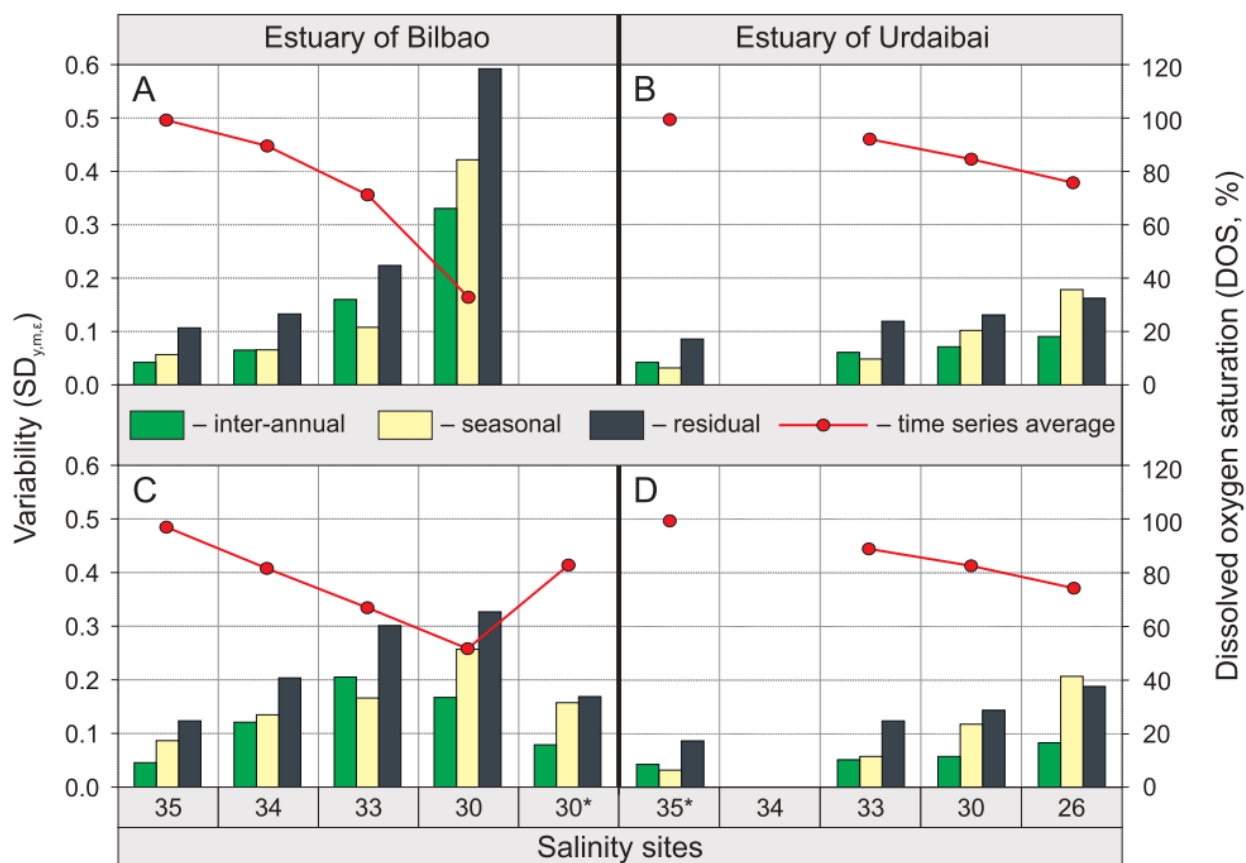 Estuary of Bilbao
Estuary of Urdaibai
0.6
0.5
0.4
0.3
0.2
0.1
0.0
A
B
120
100
80
60
40
20
0
Variability (SDy,m,ε)
Dissolved oxygen saturation (DOS, %)
– inter-annual
– seasonal
– residual
– time series average
0.6
0.5
0.4
0.3
0.2
0.1
0.0
C
D
120
100
80
60
40
20
0
35 34 33 30 30* 35* 34 33 30 26
Salinity sites